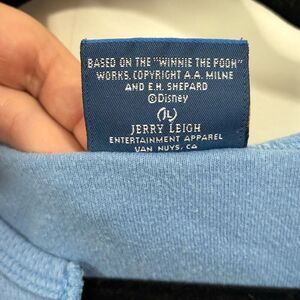 BASED ON THE "WINNIE THE POOH"
WORKS. COPYRIGHT A.A. MILNE
AND E.H. SHEPARD
©Disney
JL
JERRY LEIGH
ENTERTAINMENT APPAREL
VAN NUYS, CA